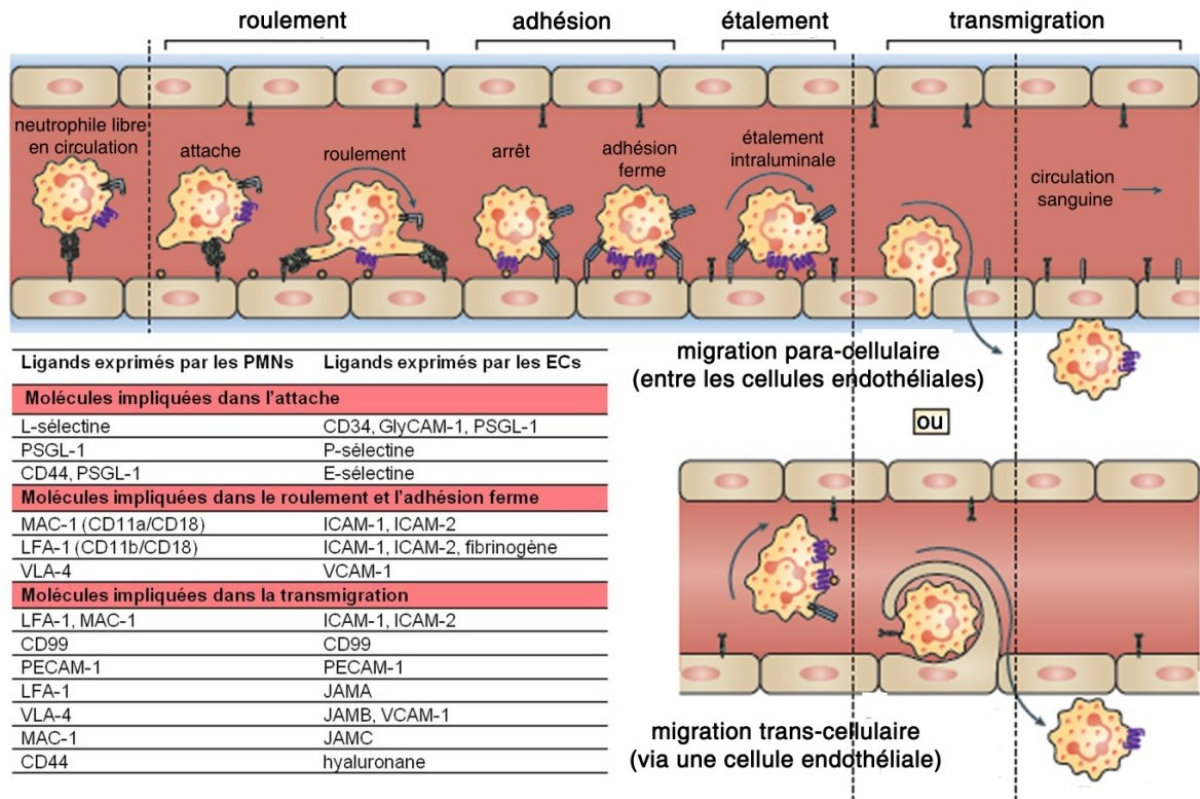 roulement
adhésion
étalement
transmigration
neutrophile libre
en circulation
attache
roulement
arrêt
adhésion
ferme
étalement
intraluminale
circulation
sanguine
migration para-cellulaire
(entre les cellules endothéliales)
ou
migration trans-cellulaire
(via une cellule endothéliale)
Ligands exprimés par les PMNs Ligands exprimés par les ECs
Molécules impliquées dans l'attache
L-sélectine CD34, GlyCAM-1, PSGL-1
PSGL-1 P-sélectine
CD44, PSGL-1 E-sélectine
Molécules impliquées dans le roulement et l'adhésion ferme
MAC-1 (CD11a/CD18) ICAM-1, ICAM-2
LFA-1 (CD11b/CD18) ICAM-1, ICAM-2, fibrinogène
VLA-4 VCAM-1
Molécules impliquées dans la transmigration
LFA-1, MAC-1 ICAM-1, ICAM-2
CD99 CD99
PECAM-1 PECAM-1
LFA-1 JAMA
VLA-4 JAMB, VCAM-1
MAC-1 JAMC
CD44 hyaluronane